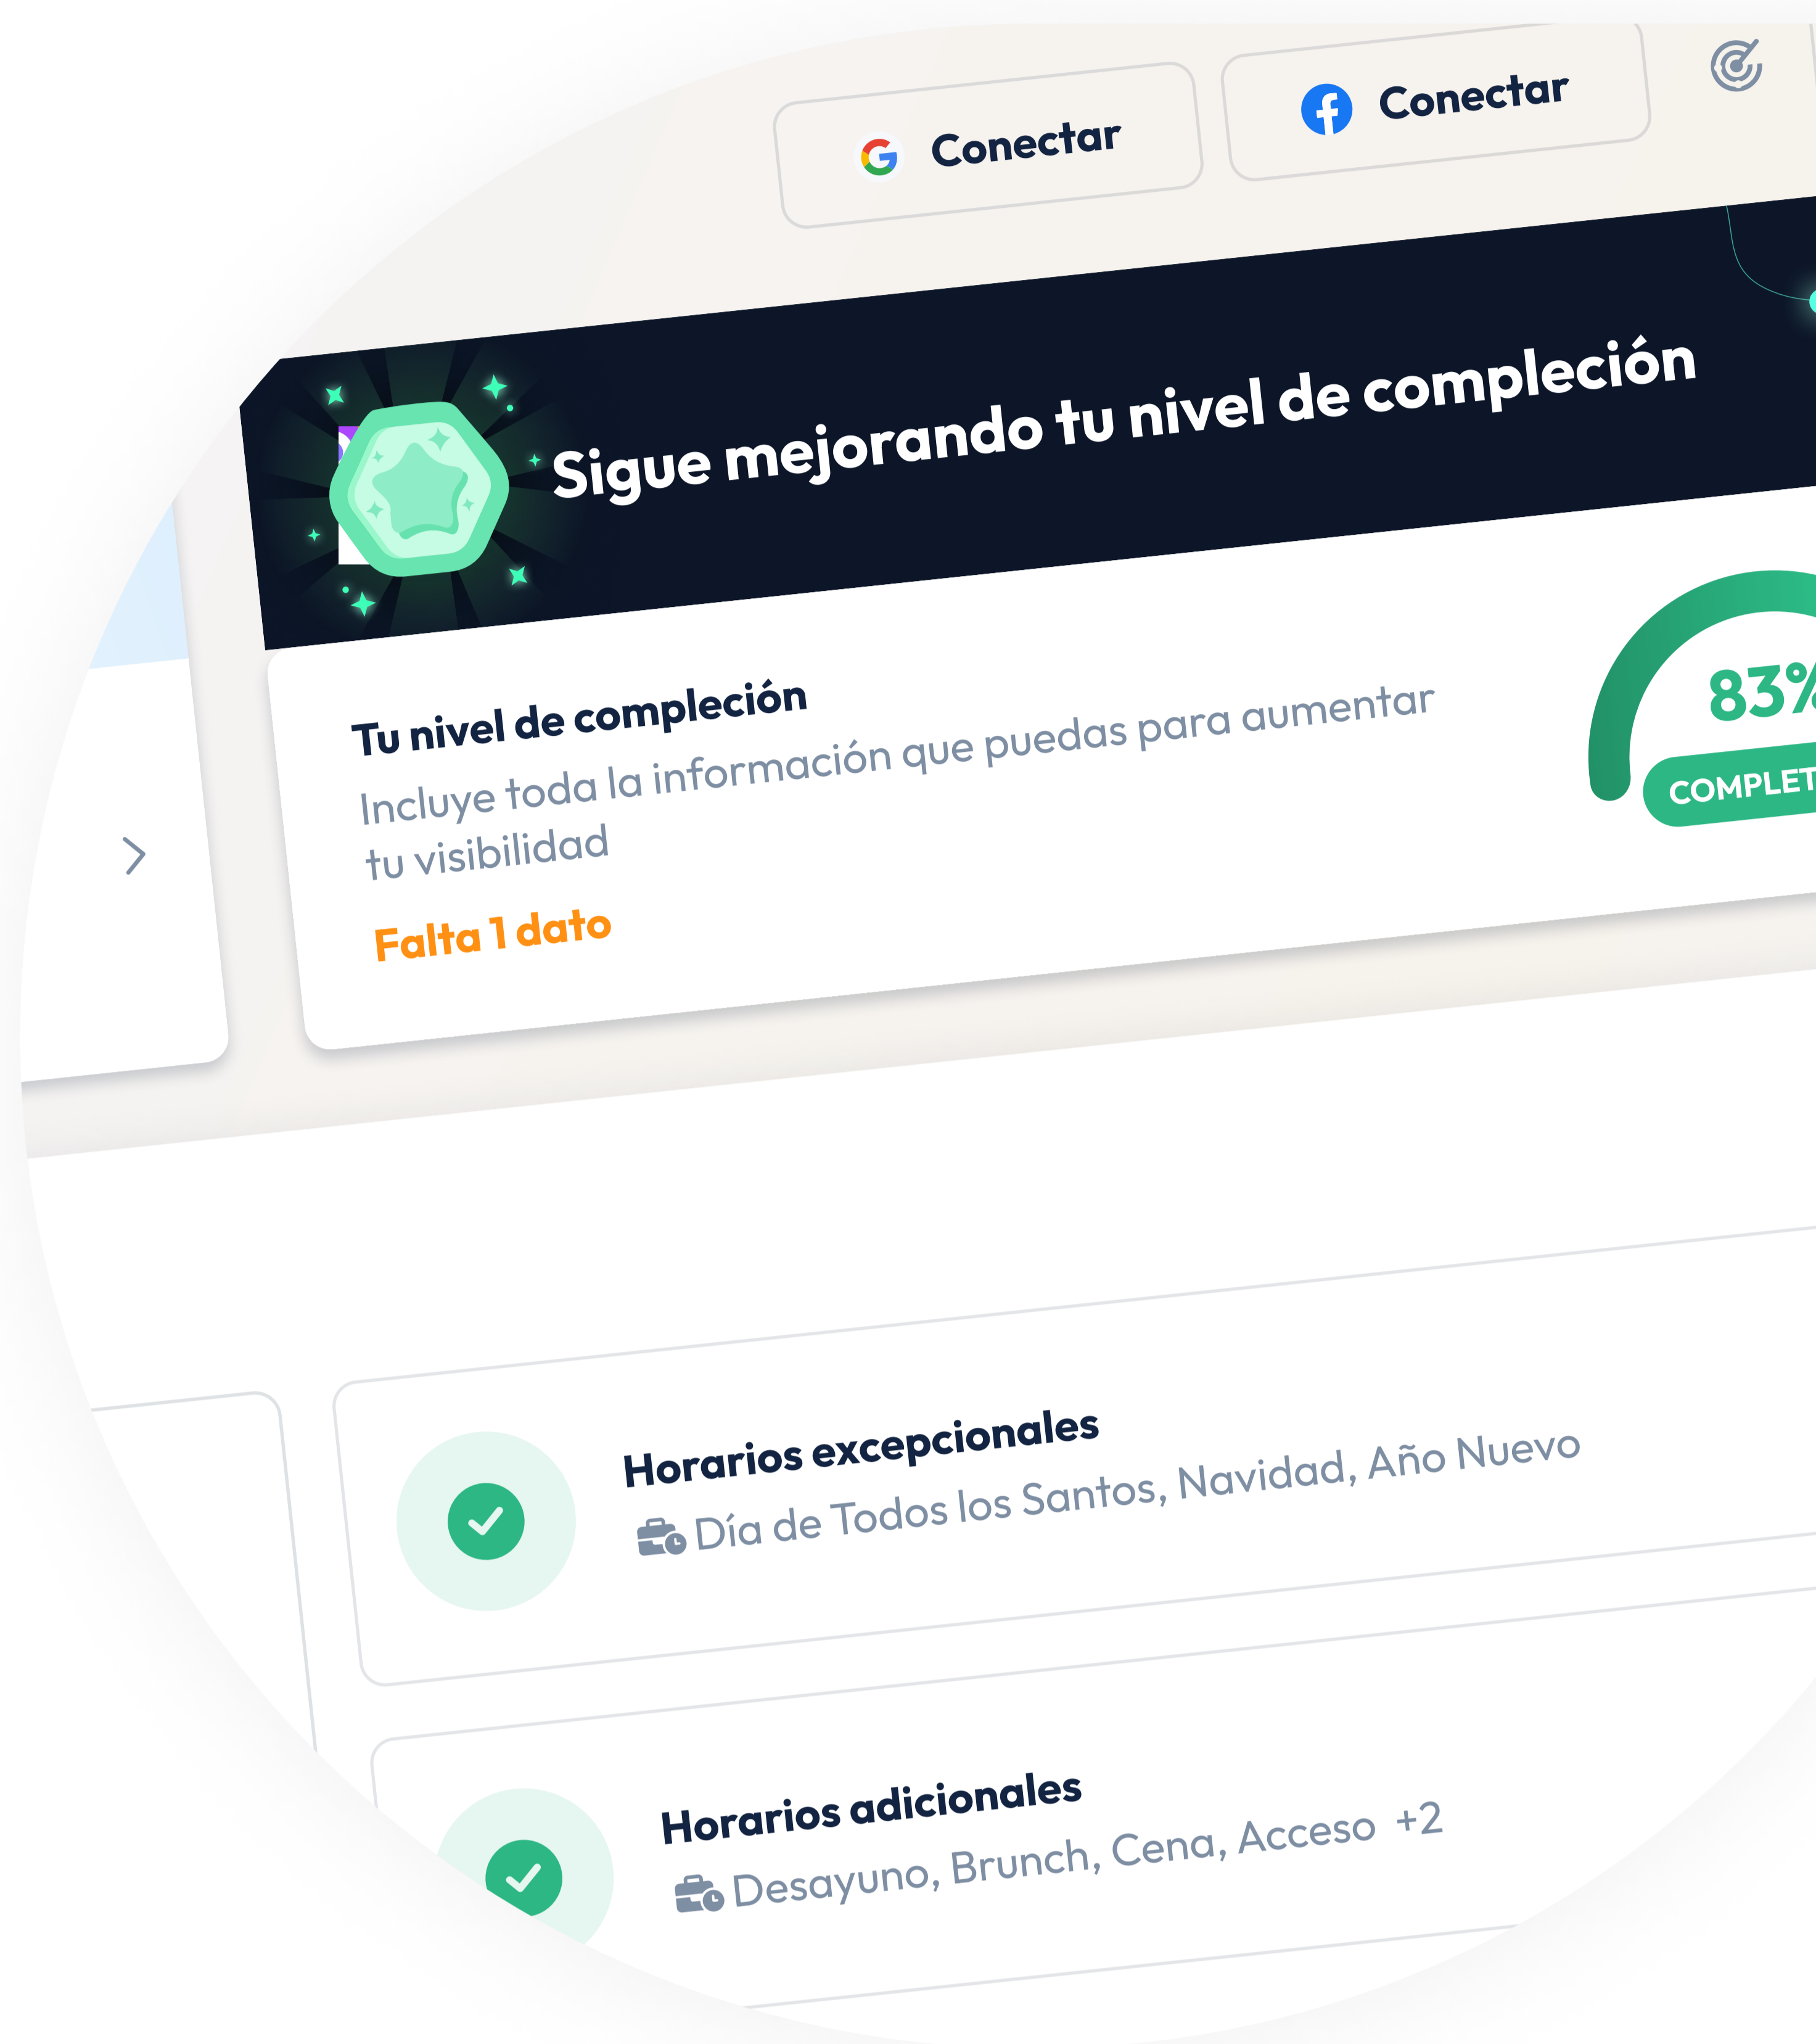 Conectar
Conectar
Sigue mejorando tu nivel de compleción
Tu nivel de compleción
Incluye toda la información que puedas para aumentar
tu visibilidad
Falta 1 dato
83%
COMPLET
Horarios excepcionales
Día de Todos los Santos, Navidad, Año Nuevo
Horarios adicionales
Desayuno, Brunch, Cena, Acceso +2